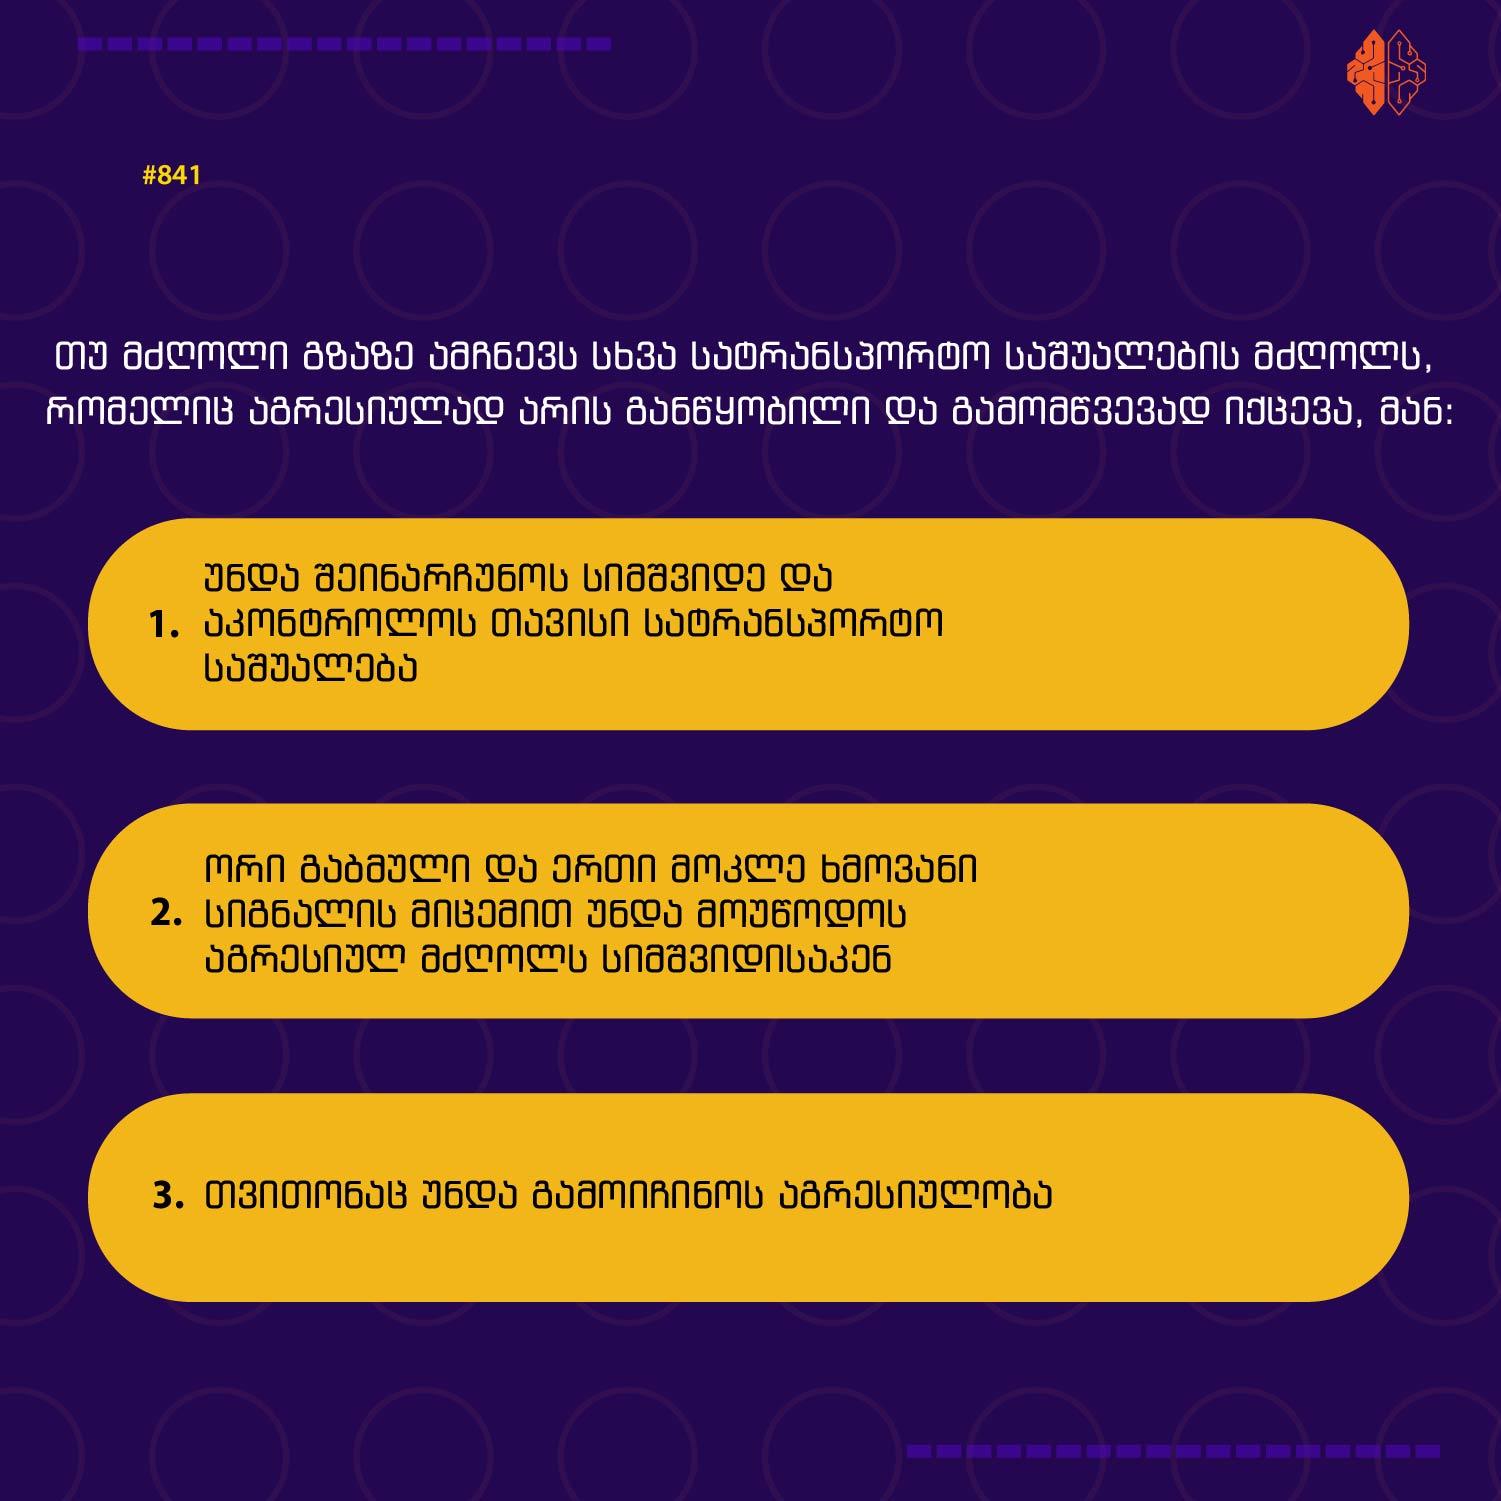 #841
თუ მძღოლი გზაზე ამჩნევს სხვა სატრანსპორტო საშუალების მძღოლს,
რომელიც აგრესიულად არის განწყობილი და გამომწვევად იქცევა, მან:
უნდა შეინარჩუნოს სიმშვიდე და
1. აკონტროლოს თავისი სატრანსპორტო
საშუალება
ორი გაბმული და ერთი მოკლე ხმოვანი
2. სიგნალის მიცემით უნდა მოუწოდოს
აგრესიულ მძღოლს სიმშვიდისაკენ
3. თვითონაც უნდა გამოიჩინოს აგრესიულობა